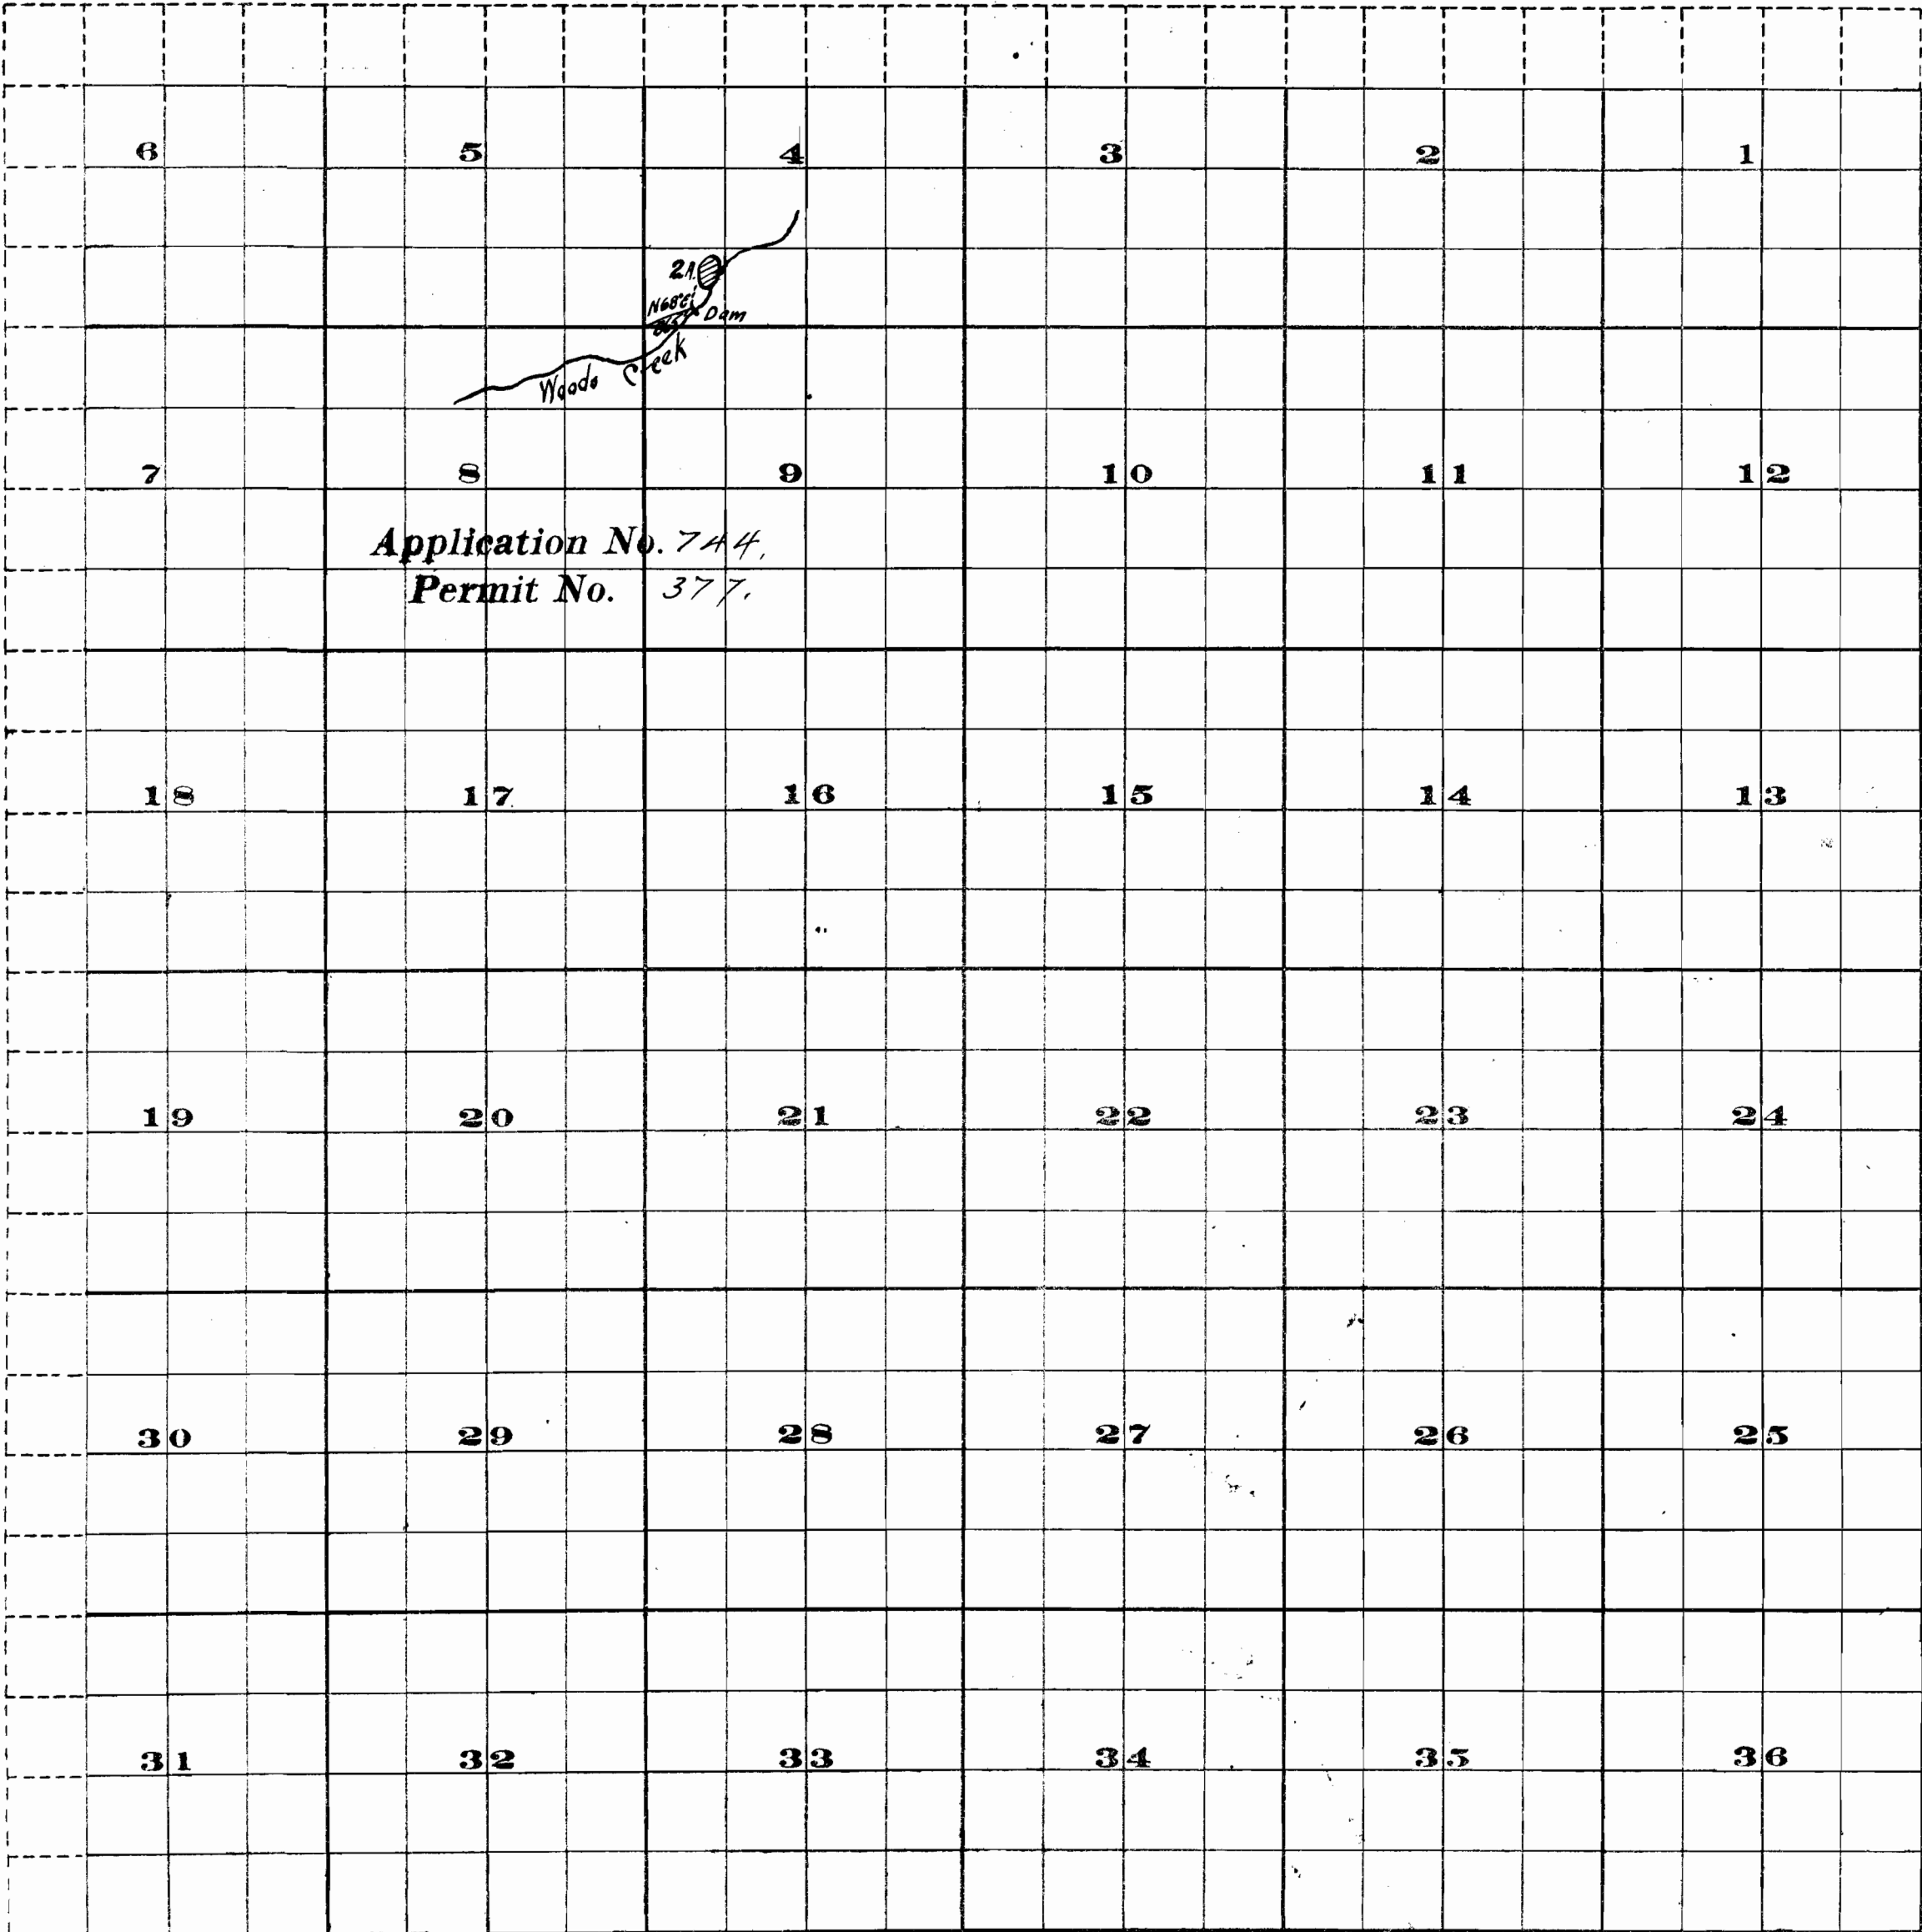 6 5 4 3 2 1
2A.
N68°E
Dam
Woods Creek
7 8 9 10 11 12
Application No. 744.
Permit No. 377.
18 17 16 15 14 13
19 20 21 22 23 24
30 29 28 27 26 25
31 32 33 34 35 36